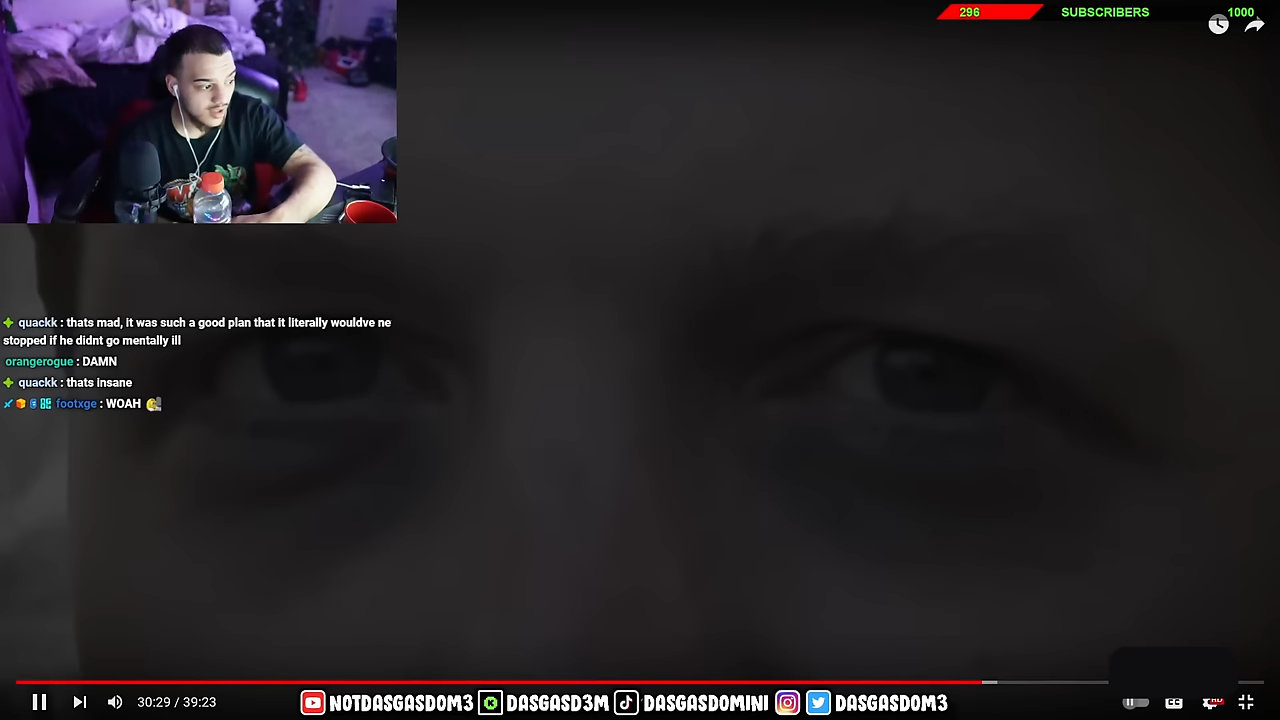 296 SUBSCRIBERS 1000
quackk : thats mad, it was such a good plan that it literally wouldve ne
stopped if he didnt go mentally ill
orangerogue : DAMN
quackk : thats insane
footxge : WOAH
30:29 / 39:23 NOTDASGASDOM3 DASGASD3M DASGASDOMINI DASGASDOM3 CC HD